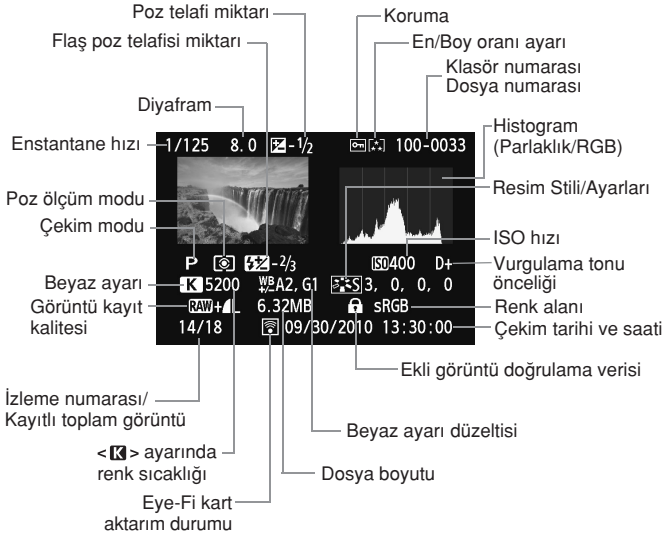 Poz telafi miktarı
Koruma
Flaş poz telafisi miktarı
En/Boy oranı ayarı
Klasör numarası
Dosya numarası
Diyafram
Enstantane hızı
1/125 8.0 -1/2 100-0033
Histogram
(Parlaklık/RGB)
Poz ölçüm modu
Resim Stili/Ayarları
Çekim modu
ISO hızı
P -2/3 ISO400 D+
Vurgulama tonu
önceliği
Beyaz ayarı
K 5200 WB A2, G1 S 3, 0, 0, 0
Görüntü kayıt
kalitesi
RAW+L 6.32MB sRGB
Renk alanı
14/18 09/30/2010 13:30:00
Çekim tarihi ve saati
Ekli görüntü doğrulama verisi
İzleme numarası/
Kayıtlı toplam görüntü
Beyaz ayarı düzeltisi
<K> ayarında
renk sıcaklığı
Dosya boyutu
Eye-Fi kart
aktarım durumu